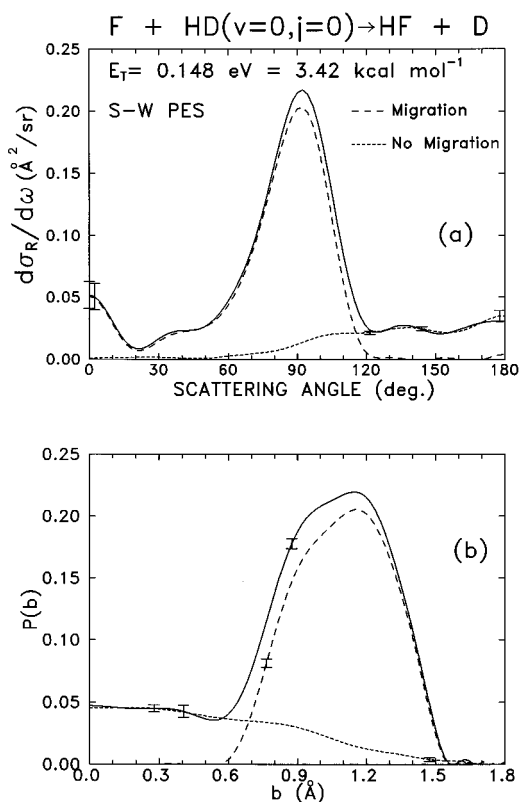 F + HD(v=0,j=0)→HF + D
E_T= 0.148 eV = 3.42 kcal mol⁻¹
S-W PES
Migration
No Migration
(a)
dσ_R/dω(Å²/sr)
0.25
0.20
0.15
0.10
0.05
0.00
0 30 60 90 120 150 180
SCATTERING ANGLE (deg.)
(b)
P(b)
0.25
0.20
0.15
0.10
0.05
0.00
0.0 0.3 0.6 0.9 1.2 1.5 1.8
b (Å)